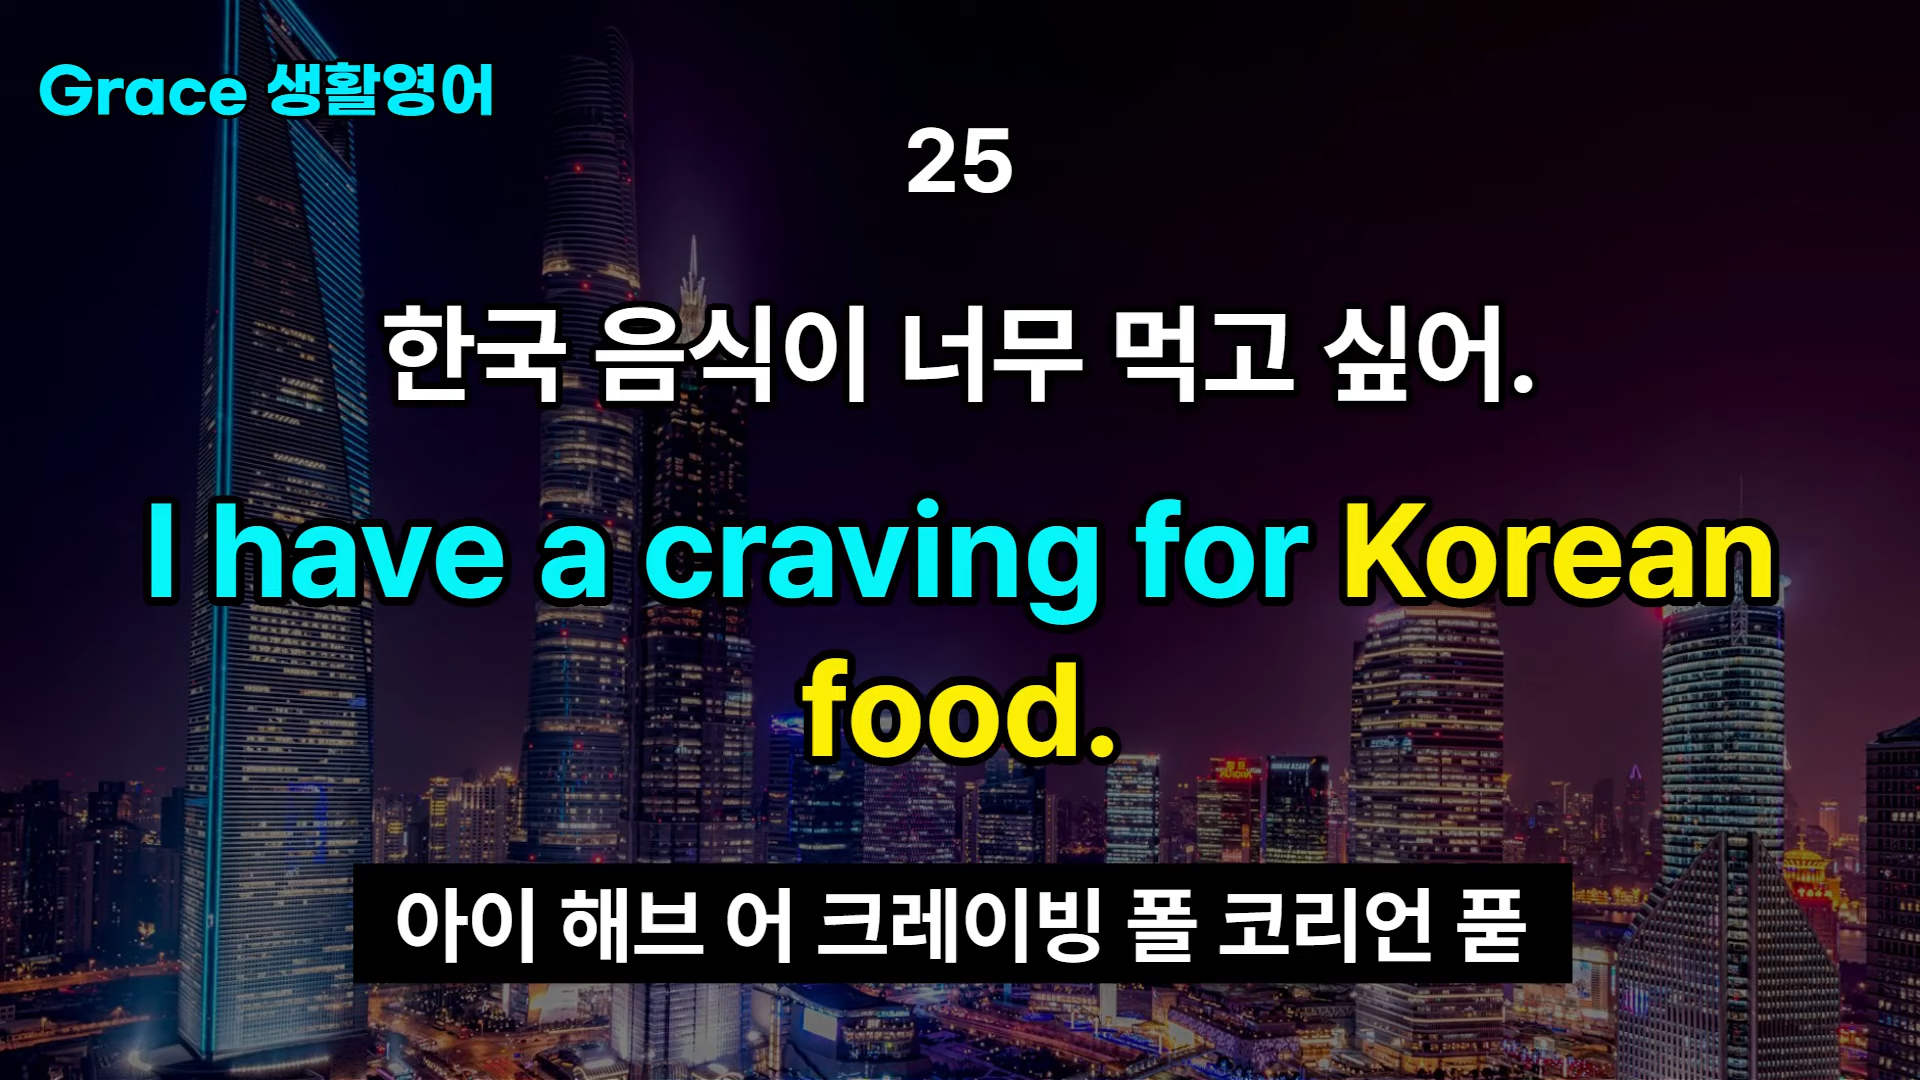 Grace 생활영어
25
한국 음식이 너무 먹고 싶어.
I have a craving for Korean
food.
아이 해브 어 크레이빙 폴 코리언 푿